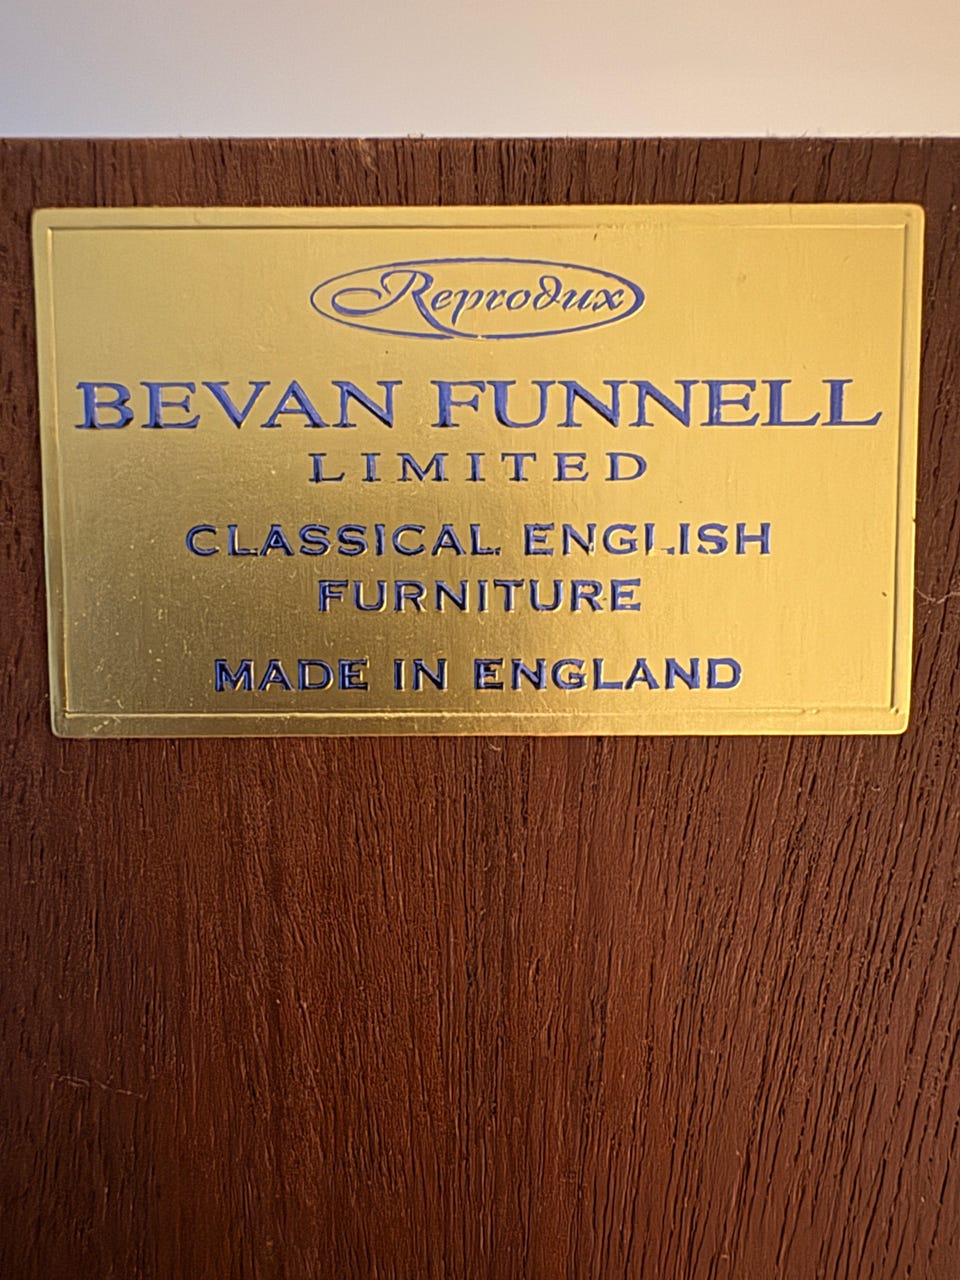 Reprodux
BEVAN FUNNELL
LIMITED
CLASSICAL ENGLISH
FURNITURE
MADE IN ENGLAND